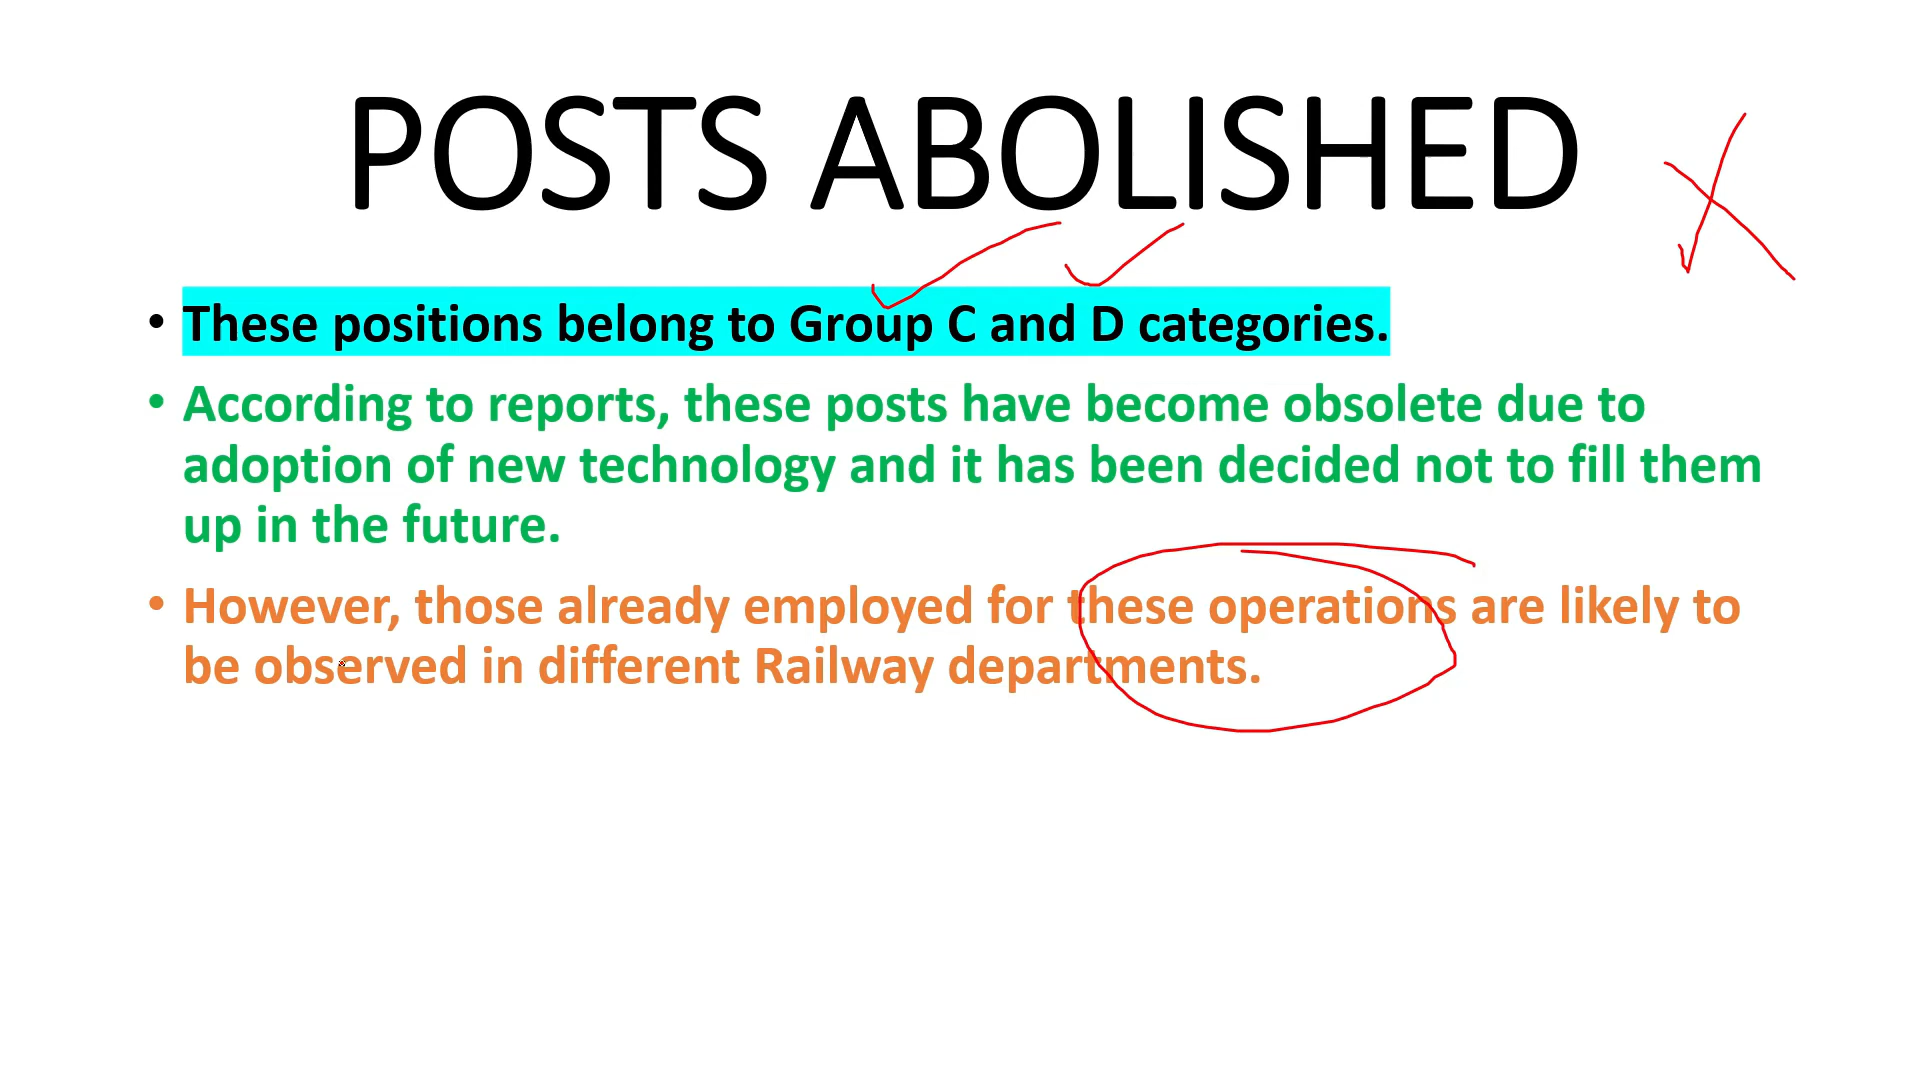 POSTS ABOLISHED
• These positions belong to Group C and D categories.
• According to reports, these posts have become obsolete due to
adoption of new technology and it has been decided not to fill them
up in the future.
• However, those already employed for these operations are likely to
be observed in different Railway departments.